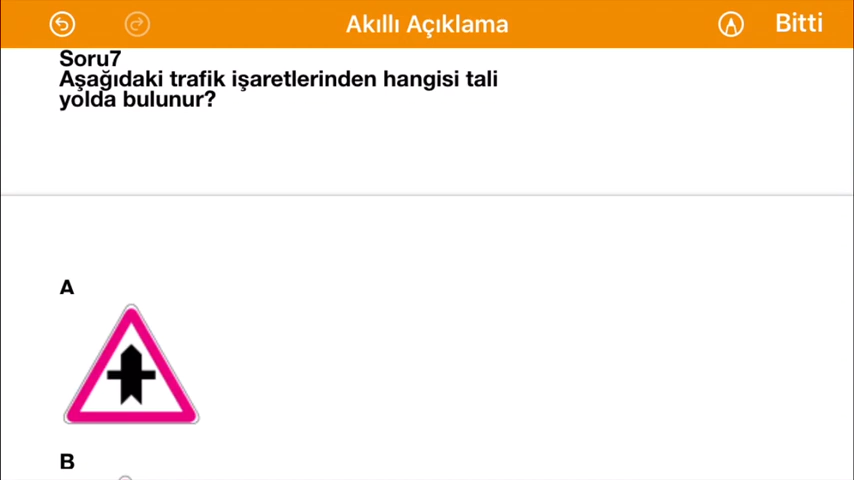 Akıllı Açıklama
Bitti
Soru7
Aşağıdaki trafik işaretlerinden hangisi tali
yolda bulunur?
A
B